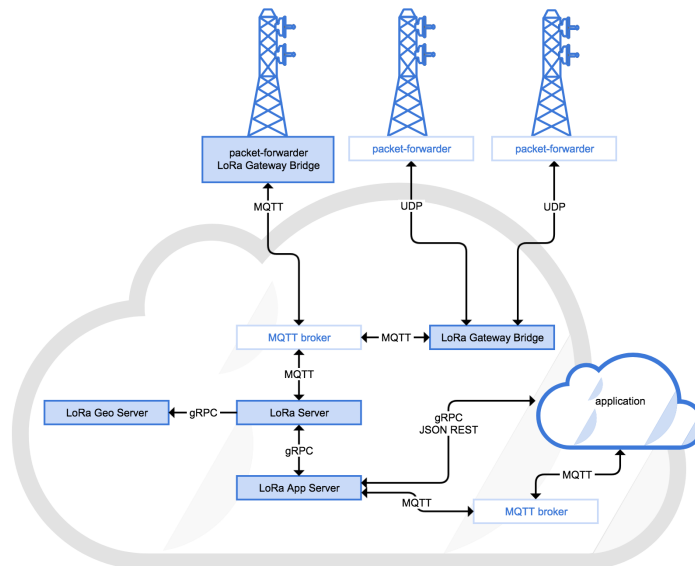 packet-forwarder
LoRa Gateway Bridge
packet-forwarder
packet-forwarder
MQTT
UDP
UDP
MQTT broker
MQTT
LoRa Gateway Bridge
MQTT
LoRa Geo Server
gRPC
LoRa Server
gRPC
JSON REST
application
gRPC
LoRa App Server
MQTT
MQTT
MQTT broker